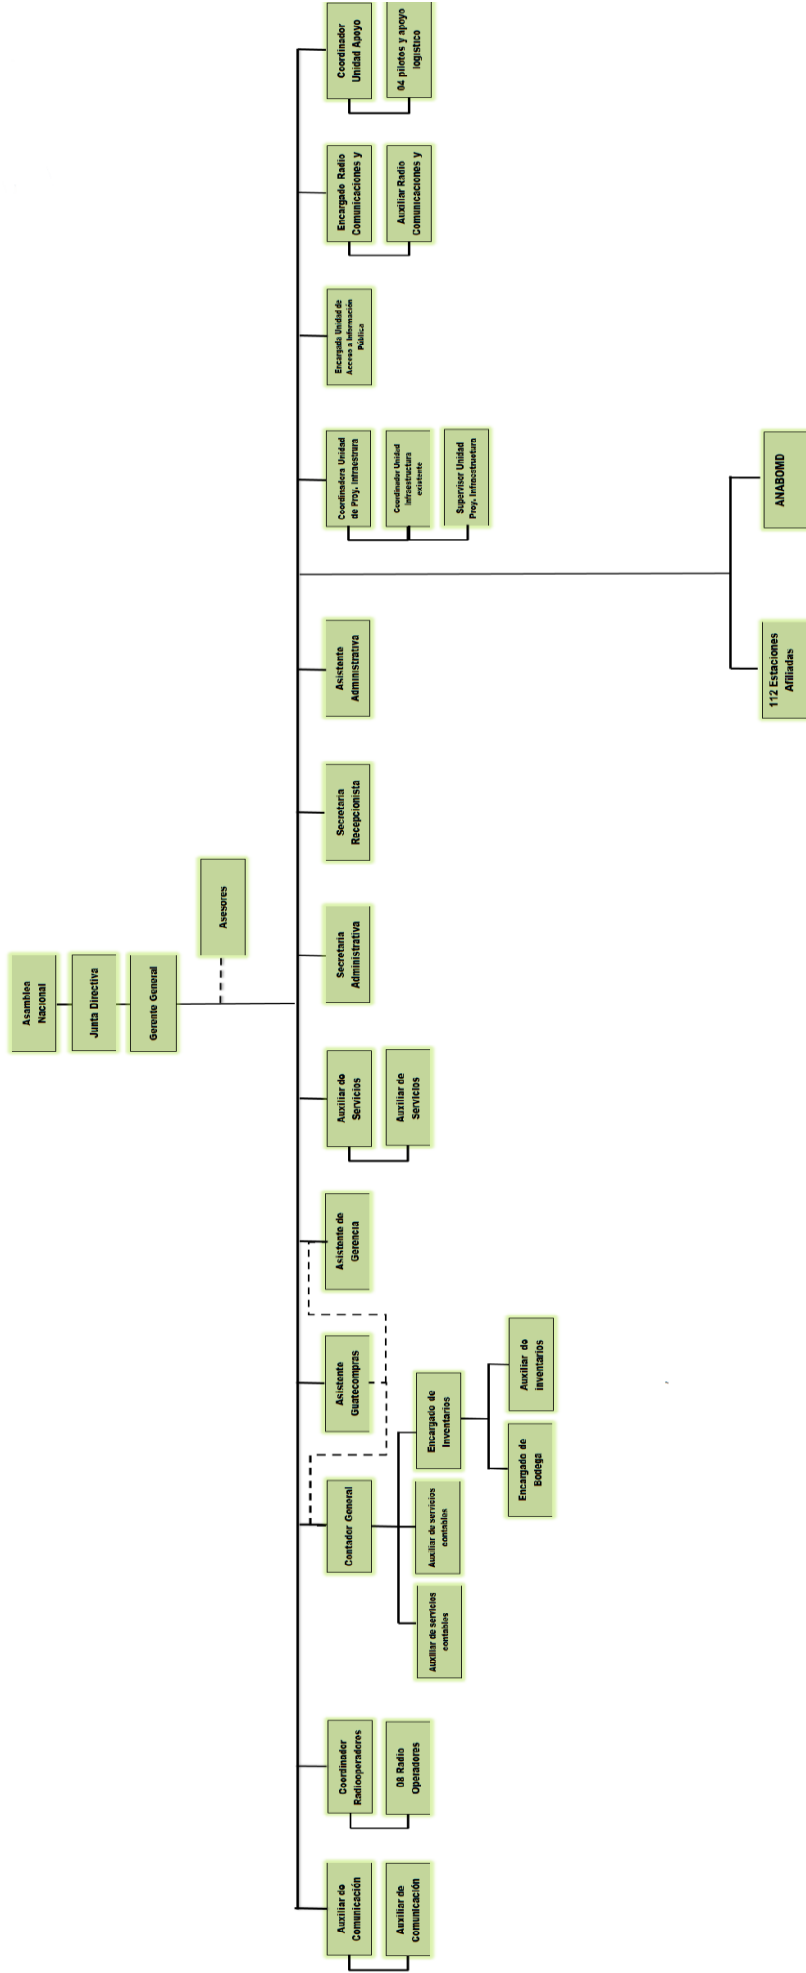 Asamblea
Nacional
Junta Directiva
Gerente General
Asesores
Auxiliar de
Comunicación
Auxiliar de
Comunicación
Coordinador
Radiooperadores
08 Radio
Operadores
Contador General
Auxiliar de servicios
contables
Auxiliar de servicios
contables
Encargado de
Inventarios
Encargado de
Bodega
Auxiliar de
inventarios
Asistente
Guatecompras
Asistente de
Gerencia
Auxiliar de
Servicios
Auxiliar de
Servicios
Secretaria
Administrativa
Secretaria
Recepcionista
Asistente
Administrativa
Coordinadora Unidad
de Proy. Infraestrura
Coordinador Unidad
Infraestructura
existente
Supervisor Unidad
Proy. Infraestructura
Encargada Unidad de
Acceso a Información
Pública
Encargado Radio
Comunicaciones y
Auxiliar Radio
Comunicaciones y
Coordinador
Unidad Apoyo
04 pilotos y apoyo
logístico
112 Estaciones
Afiliadas
ANABOMD